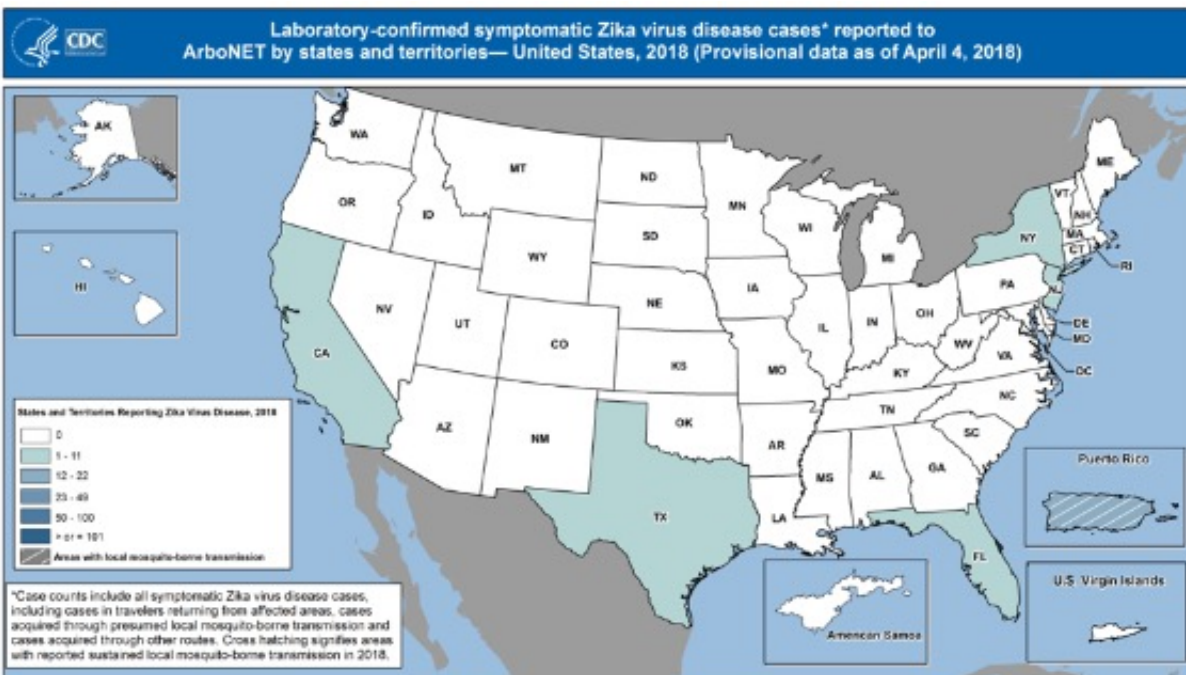 CDC
Laboratory-confirmed symptomatic Zika virus disease cases* reported to
ArboNET by states and territories— United States, 2018 (Provisional data as of April 4, 2018)
AK
HI
WA
OR
CA
ID
NV
MT
WY
UT
AZ
CO
NM
ND
SD
NE
KS
OK
TX
MN
IA
MO
AR
LA
WI
IL
MI
IN
OH
KY
TN
MS
AL
GA
FL
SC
NC
VA
WV
PA
NY
VT
NH
ME
MA
CT
RI
NJ
DE
MD
DC
States and Territories Reporting Zika Virus Disease, 2018
0
1 - 11
12 - 22
23 - 49
50 - 100
> or = 101
Areas with local mosquito-borne transmission
*Case counts include all symptomatic Zika virus disease cases,
including cases in travelers returning from affected areas, cases
acquired through presumed local mosquito-borne transmission and
cases acquired through other routes. Cross hatching signifies areas
with reported sustained local mosquito-borne transmission in 2018.
American Samoa
Puerto Rico
U.S. Virgin Islands